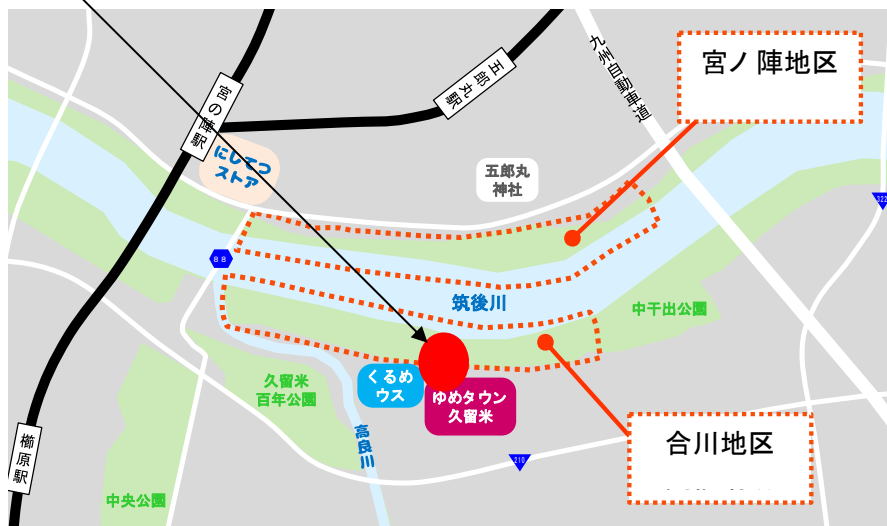 九州自動車道
宮ノ陣地区
五郎丸駅
宮の陣駅
にしてつ
ストア
五郎丸
神社
322
88
筑後川
中干出公園
くるめ
ウス
ゆめタウン
久留米
久留米
百年公園
合川地区
高良川
櫛原駅
210
中央公園